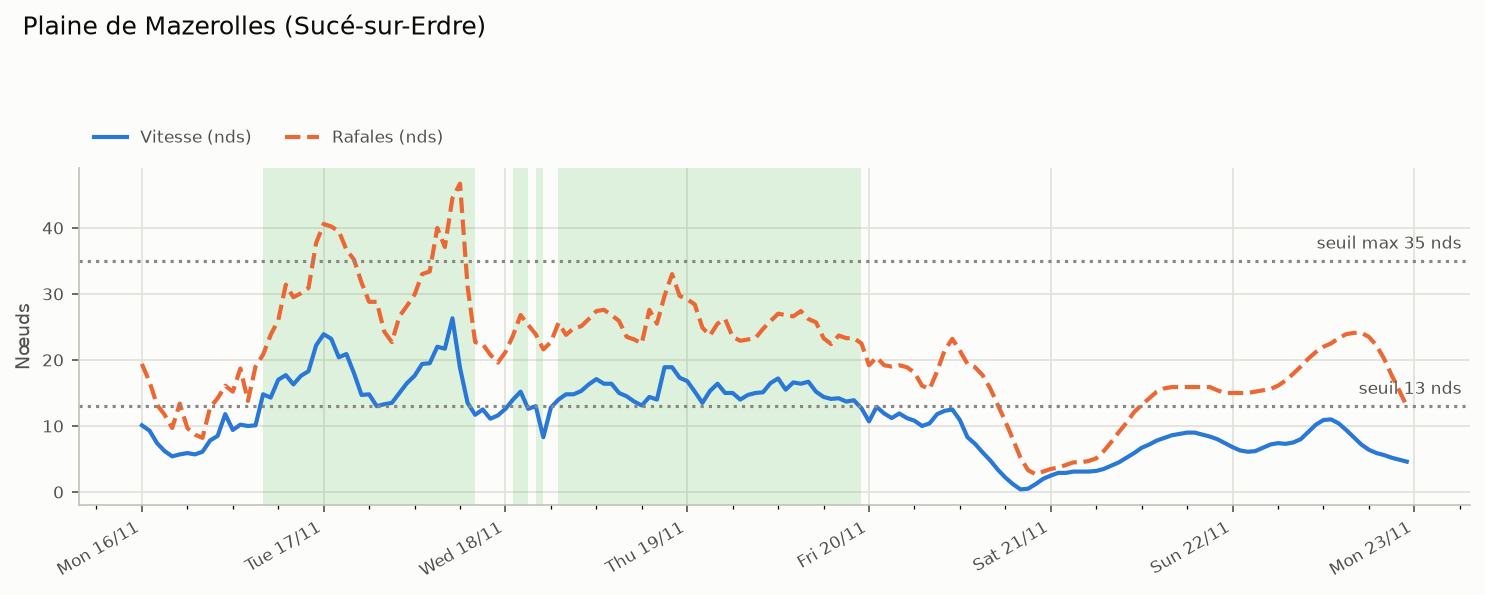 Plaine de Mazerolles (Sucé-sur-Erdre)
Vitesse (nds) Rafales (nds)
Nœuds
40
30
20
10
0
seuil max 35 nds
seuil 13 nds
Mon 16/11 Tue 17/11 Wed 18/11 Thu 19/11 Fri 20/11 Sat 21/11 Sun 22/11 Mon 23/11